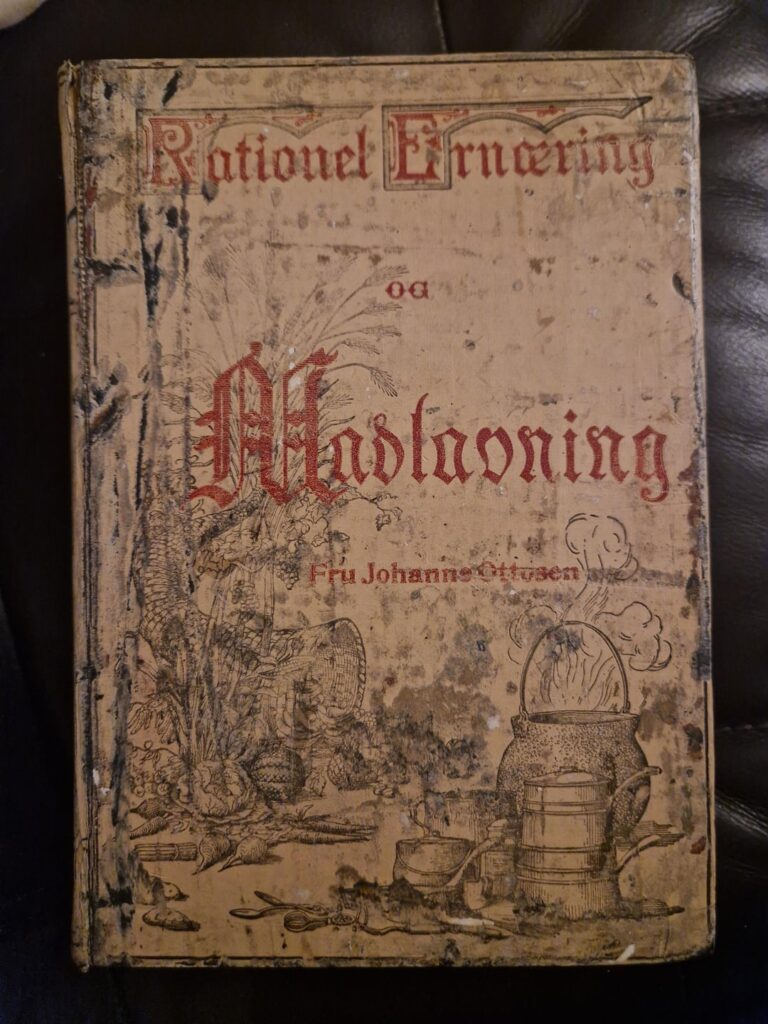 Rationel Ernæring
OG
Madlavning
Fru Johanne Ottosen